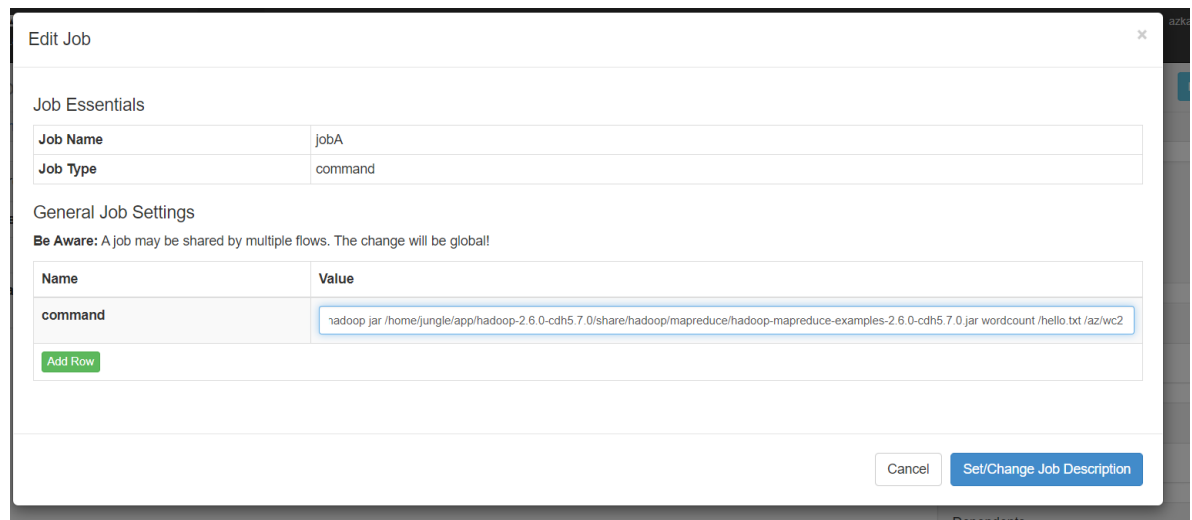 Edit Job
×
Job Essentials
Job Name jobA
Job Type command
General Job Settings
Be Aware: A job may be shared by multiple flows. The change will be global!
Name Value
command hadoop jar /home/jungle/app/hadoop-2.6.0-cdh5.7.0/share/hadoop/mapreduce/hadoop-mapreduce-examples-2.6.0-cdh5.7.0.jar wordcount /hello.txt /az/wc2
Add Row
Cancel Set/Change Job Description